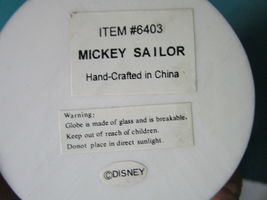 ITEM #6403
MICKEY SAILOR
Hand-Crafted in China
Warning:
Globe is made of glass and is breakable.
Keep out of reach of children.
Donot place in direct sunlight.
©DISNEY